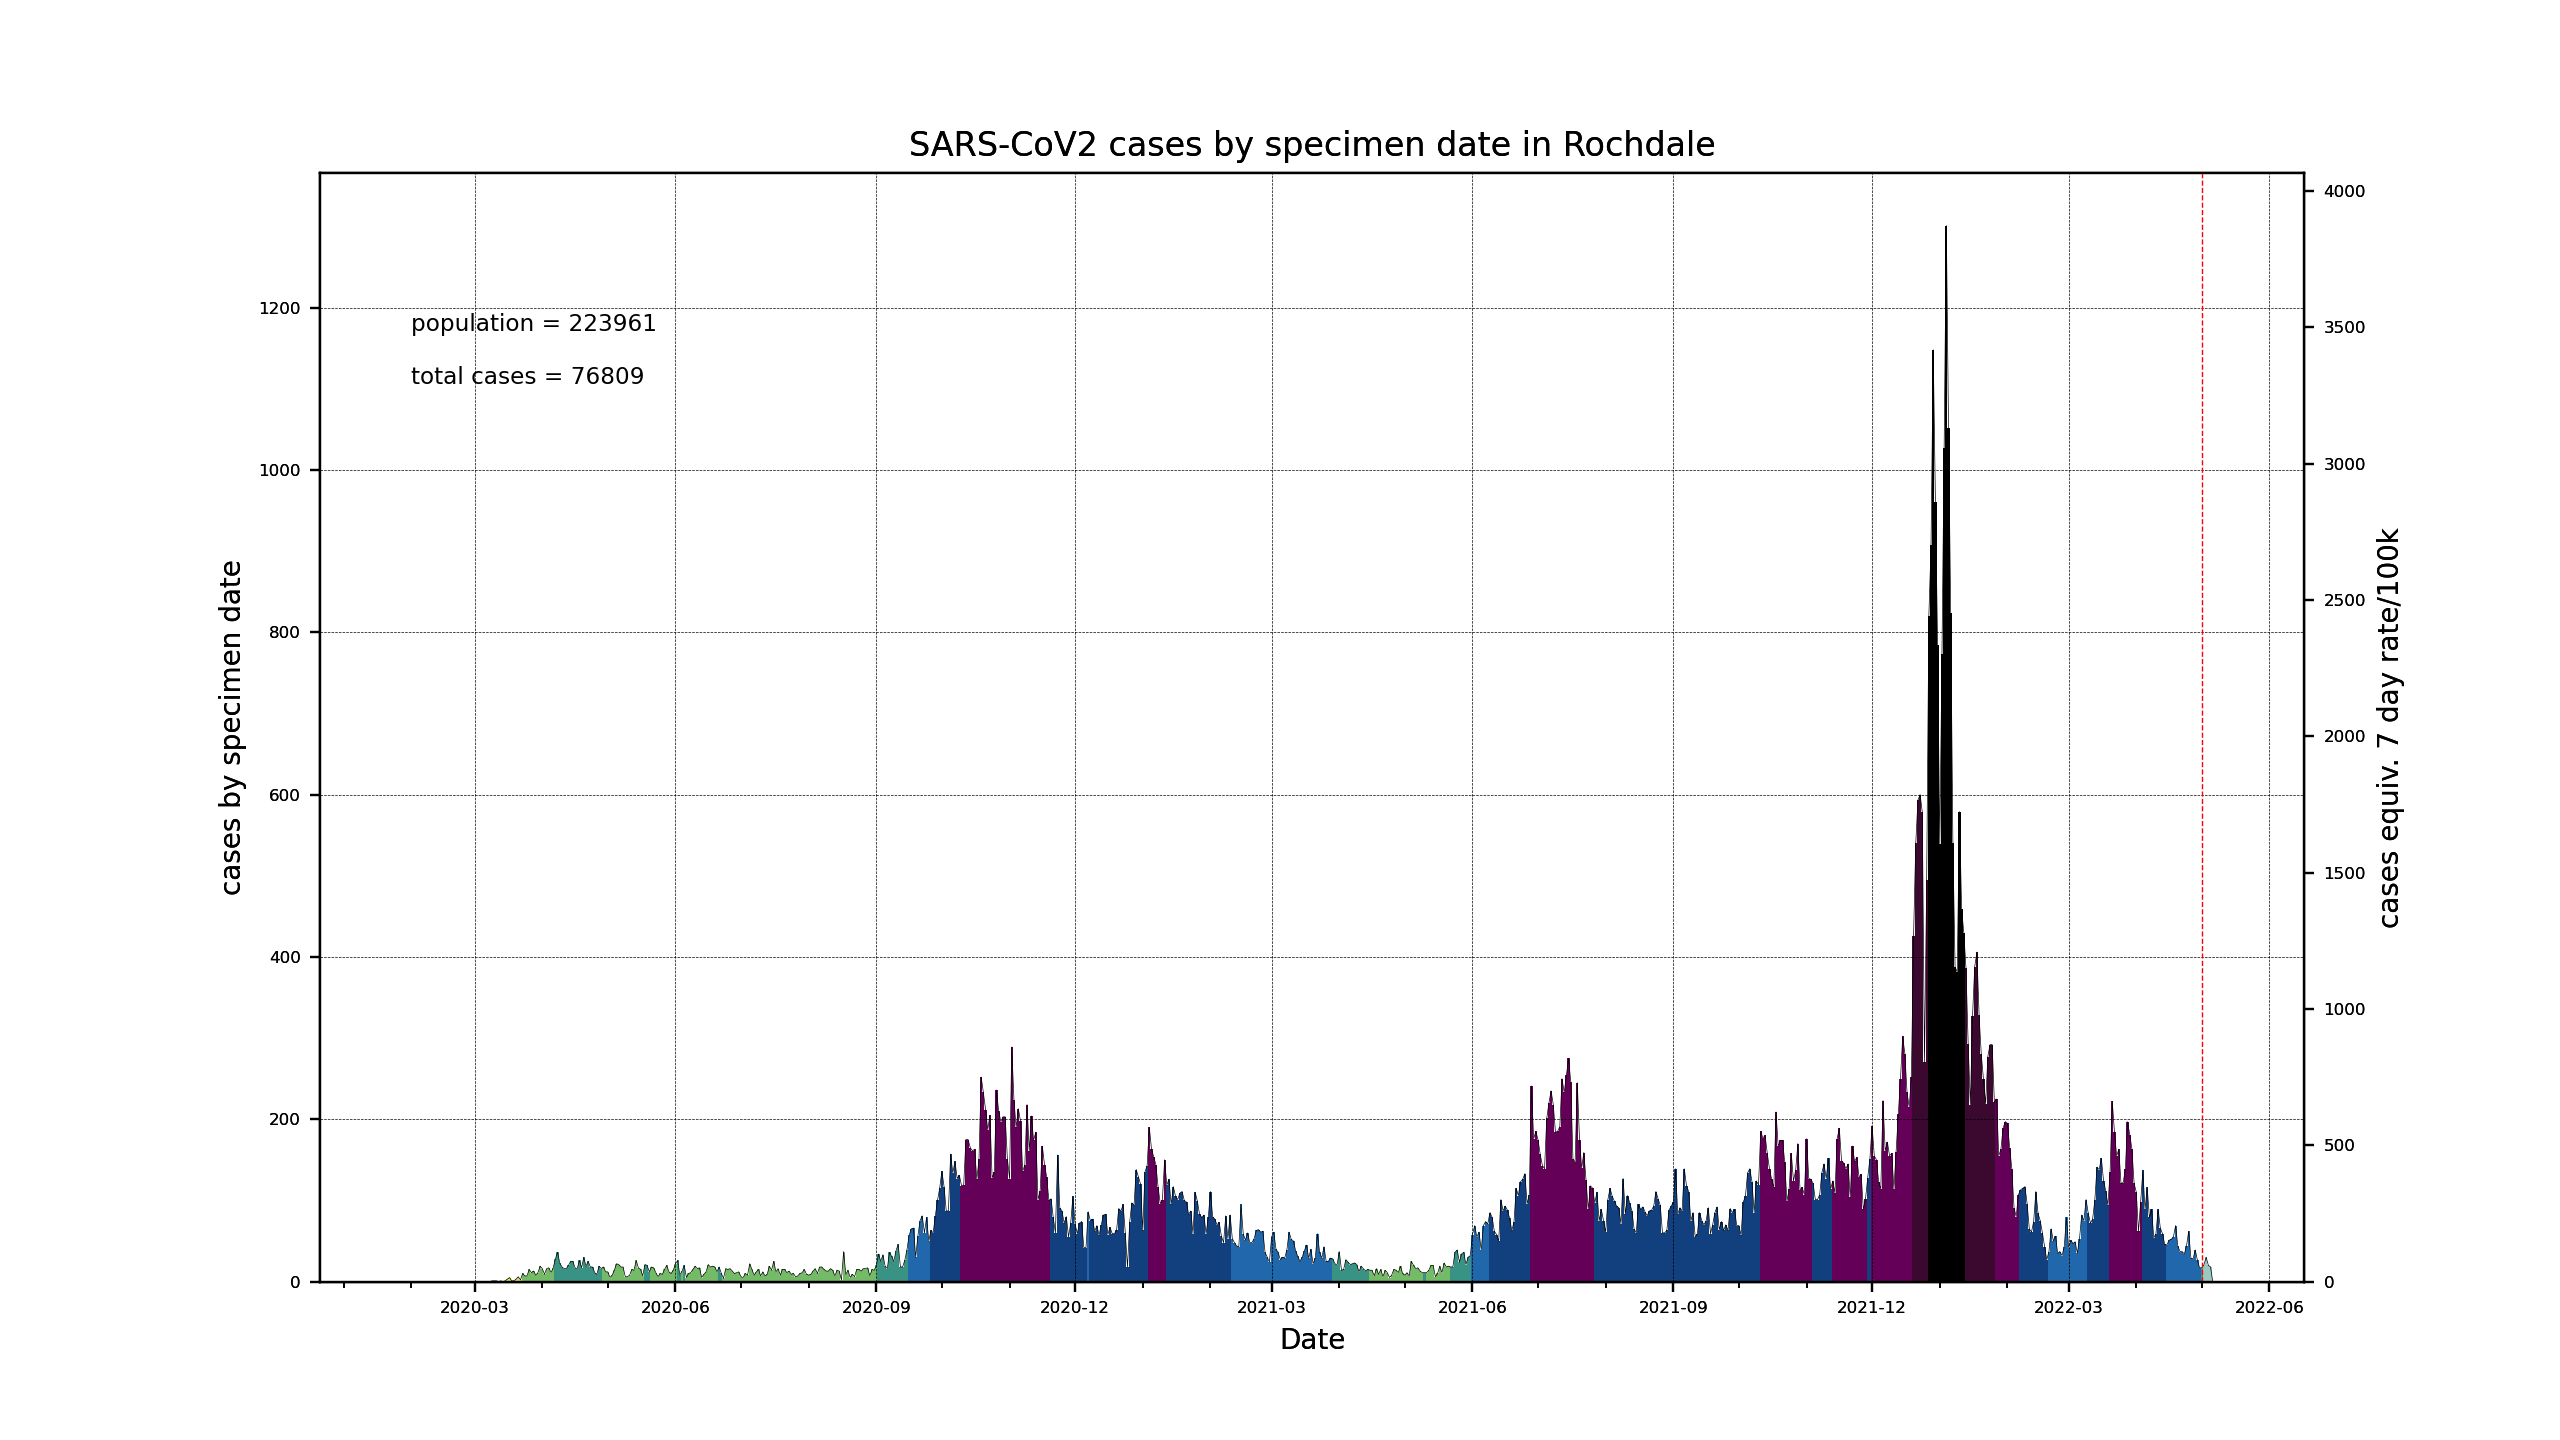 SARS-CoV2 cases by specimen date in Rochdale
population = 223961
total cases = 76809
cases by specimen date
0
200
400
600
800
1000
1200
cases equiv. 7 day rate/100k
0
500
1000
1500
2000
2500
3000
3500
4000
2020-03 2020-06 2020-09 2020-12 2021-03 2021-06 2021-09 2021-12 2022-03 2022-06
Date